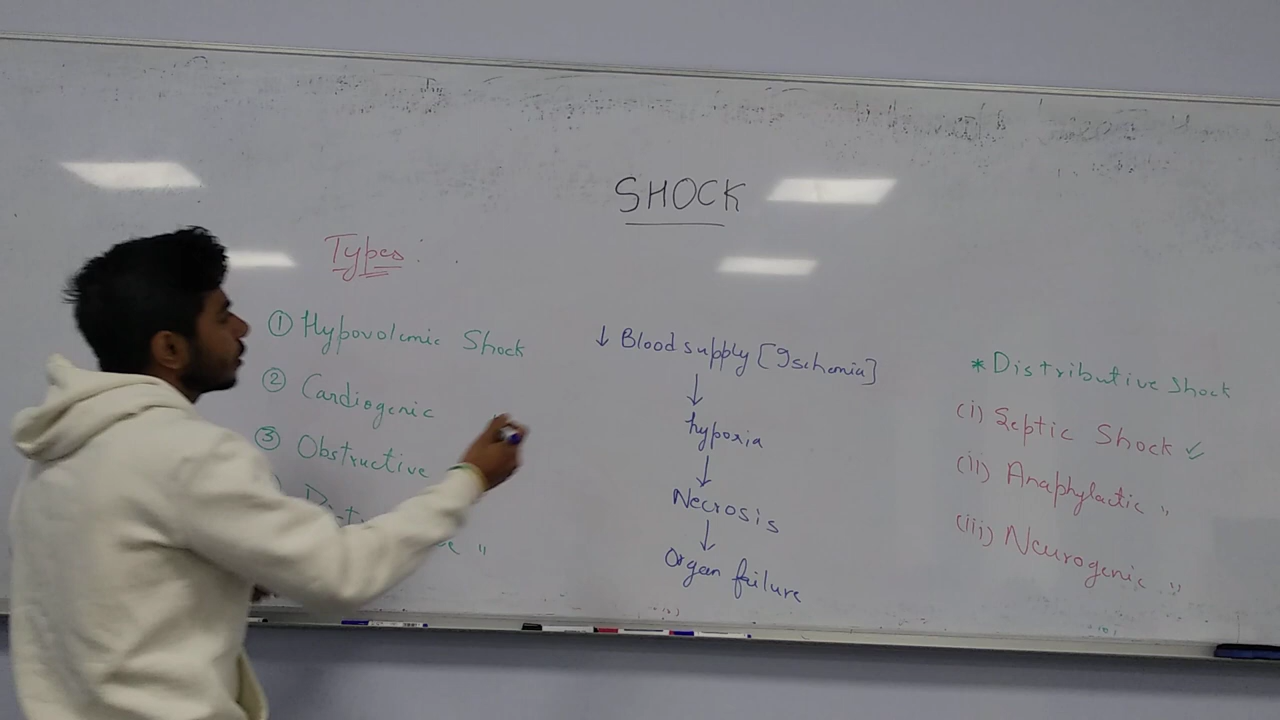 SHOCK
Types:
① Hypovolemic Shock
② Cardiogenic
③ Obstructive
"
↓ Blood supply [Ischemia]
↓
hypoxia
↓
Necrosis
↓
Organ failure
* Distributive Shock
(i) Septic Shock ✓
(ii) Anaphylactic "
(iii) Neurogenic "